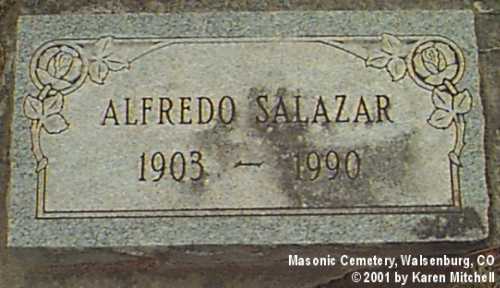 ALFREDO SALAZAR
1903 — 1990
Masonic Cemetery, Walsenburg, CO
© 2001 by Karen Mitchell